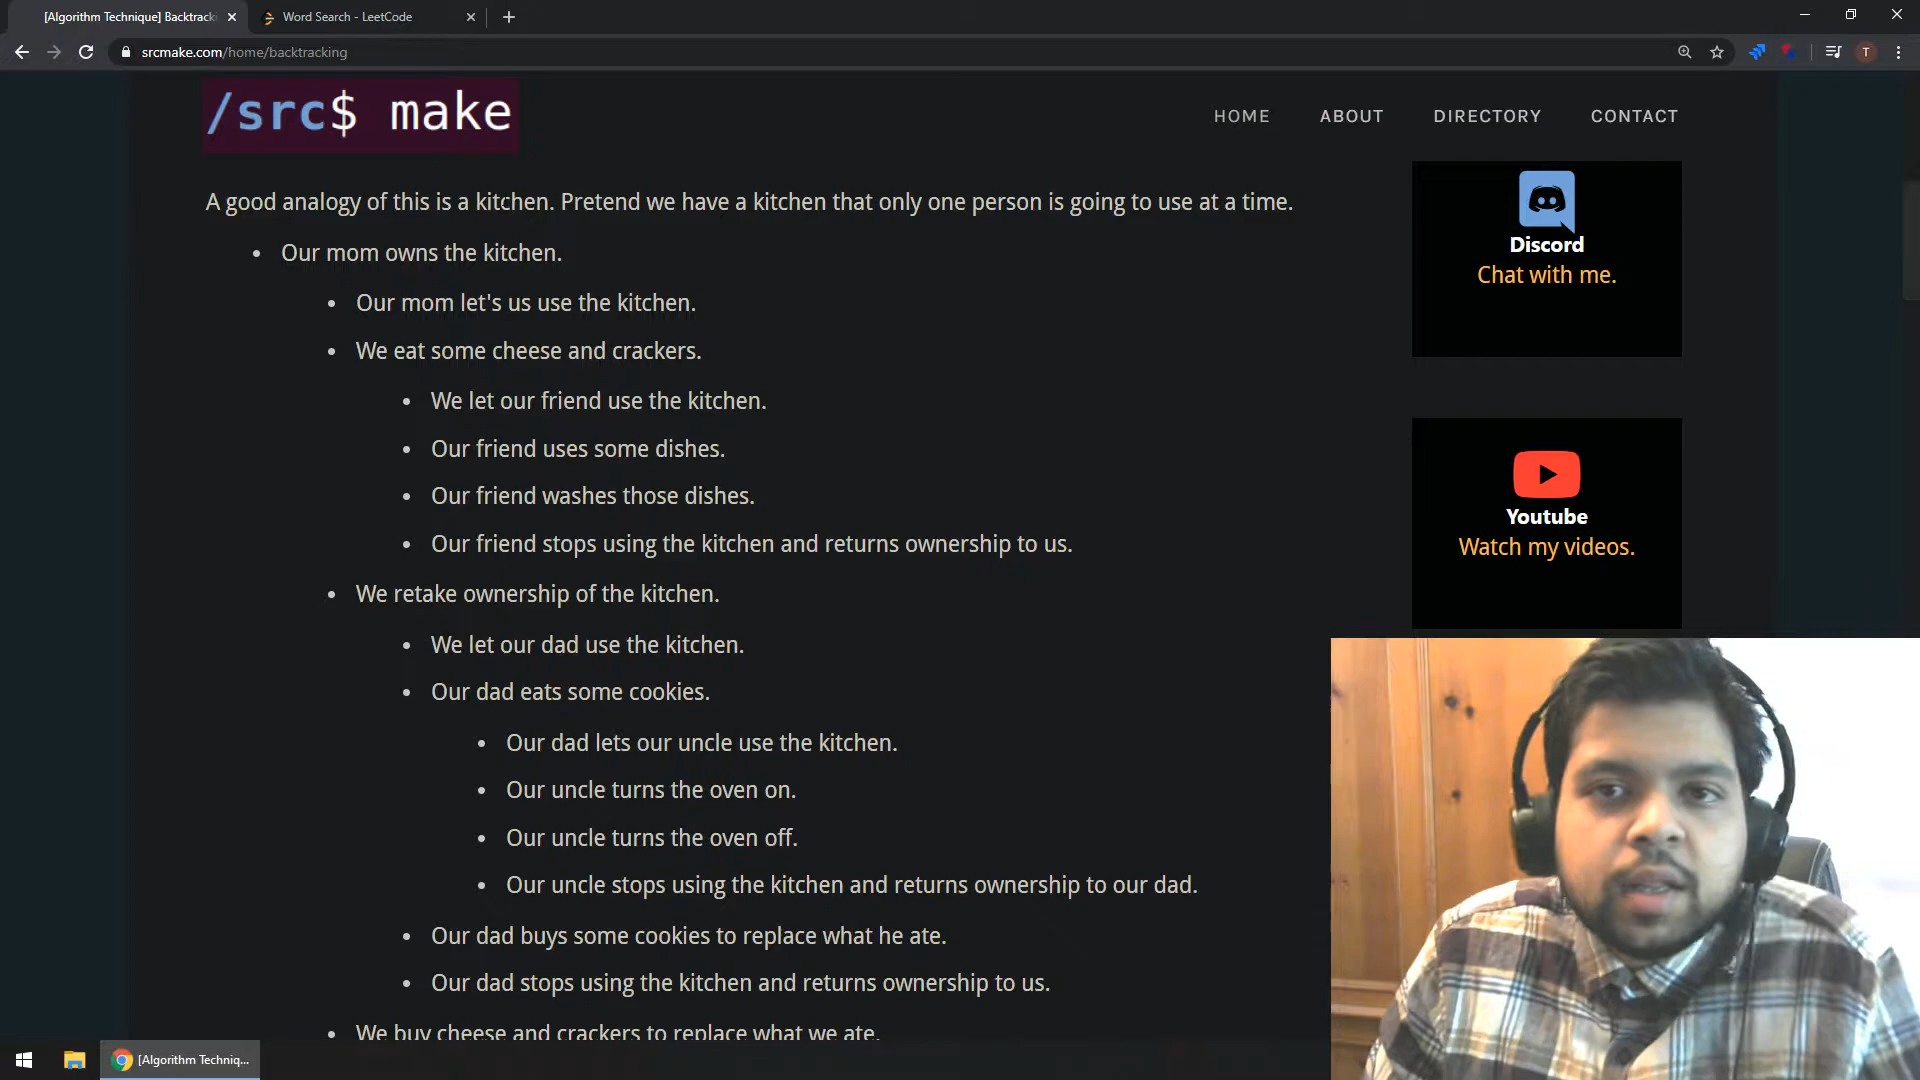 [Algorithm Technique] Backtracki
Word Search - LeetCode
srcmake.com/home/backtracking
T
/src$ make
HOME
ABOUT
DIRECTORY
CONTACT
A good analogy of this is a kitchen. Pretend we have a kitchen that only one person is going to use at a time.
Our mom owns the kitchen.
Our mom let's us use the kitchen.
We eat some cheese and crackers.
We let our friend use the kitchen.
Our friend uses some dishes.
Our friend washes those dishes.
Our friend stops using the kitchen and returns ownership to us.
We retake ownership of the kitchen.
We let our dad use the kitchen.
Our dad eats some cookies.
Our dad lets our uncle use the kitchen.
Our uncle turns the oven on.
Our uncle turns the oven off.
Our uncle stops using the kitchen and returns ownership to our dad.
Our dad buys some cookies to replace what he ate.
Our dad stops using the kitchen and returns ownership to us.
We buy cheese and crackers to replace what we ate.
Discord
Chat with me.
Youtube
Watch my videos.
[Algorithm Techniq...